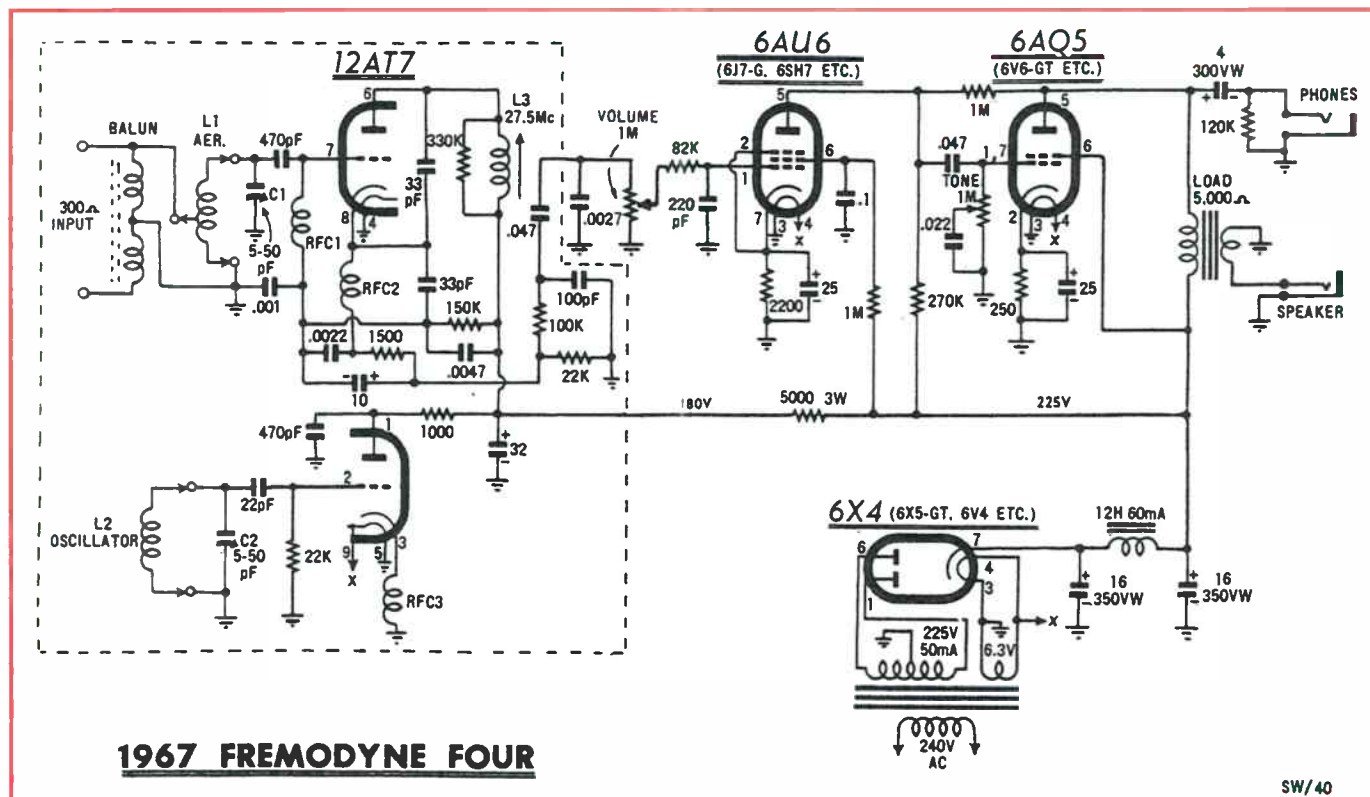 12AT7
6AU6
(6J7-G, 6SH7 ETC.)
6AQ5
(6V6-GT ETC.)
4
300VW
+ -
PHONES
120K
BALUN
L1
AER.
470pF
C1
5-50
pF
300Ω
INPUT
.001
RFC1
6
7
8
4
330K
33
pF
L3
27.5Mc
RFC2
33pF
150K
.0022
1500
.0047
- +
10
.047
100pF
100K
22K
VOLUME
1M
.0027
82K
220
pF
5
2
1
6
7
3
4
X
.1
2200
+
25
-
1M
1M
.047
TONE
1M
.022
270K
5
1,7
6
2
3
4
X
250
+
25
-
LOAD
5,000Ω
SPEAKER
180V
5000 3W
225V
470pF
1
1000
+
32
-
2
22pF
L2
OSCILLATOR
C2
5-50
pF
22K
9
5
3
X
RFC3
6X4 (6X5-GT, 6V4 ETC.)
6
7
4
3
1
12H 60mA
+
16
-350VW
+
16
-350VW
X
225V
50mA
6.3V
240V
AC
1967 FREMODYNE FOUR
SW/40